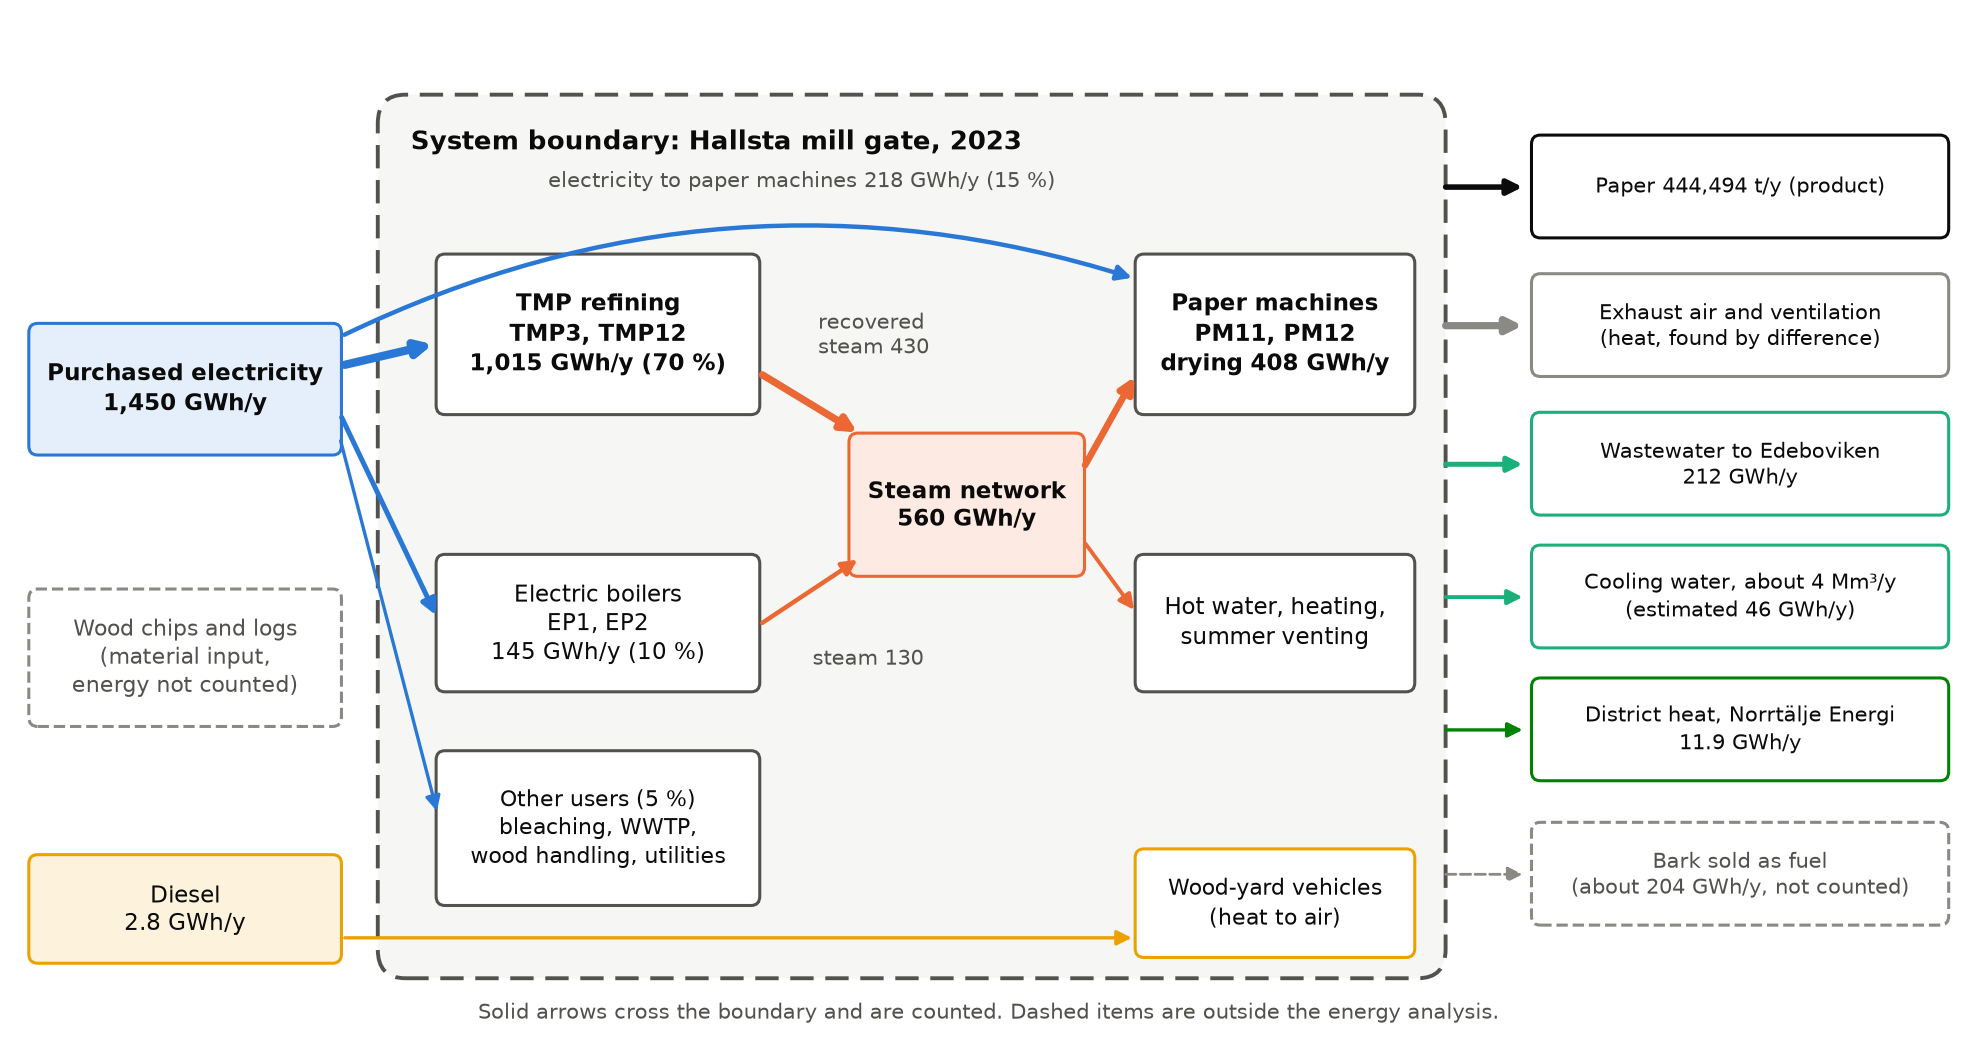 System boundary: Hallsta mill gate, 2023
electricity to paper machines 218 GWh/y (15 %)
Purchased electricity
1,450 GWh/y
Wood chips and logs
(material input,
energy not counted)
Diesel
2.8 GWh/y
TMP refining
TMP3, TMP12
1,015 GWh/y (70 %)
recovered
steam 430
Electric boilers
EP1, EP2
145 GWh/y (10 %)
steam 130
Other users (5 %)
bleaching, WWTP,
wood handling, utilities
Steam network
560 GWh/y
Paper machines
PM11, PM12
drying 408 GWh/y
Hot water, heating,
summer venting
Wood-yard vehicles
(heat to air)
Paper 444,494 t/y (product)
Exhaust air and ventilation
(heat, found by difference)
Wastewater to Edeboviken
212 GWh/y
Cooling water, about 4 Mm³/y
(estimated 46 GWh/y)
District heat, Norrtälje Energi
11.9 GWh/y
Bark sold as fuel
(about 204 GWh/y, not counted)
Solid arrows cross the boundary and are counted. Dashed items are outside the energy analysis.